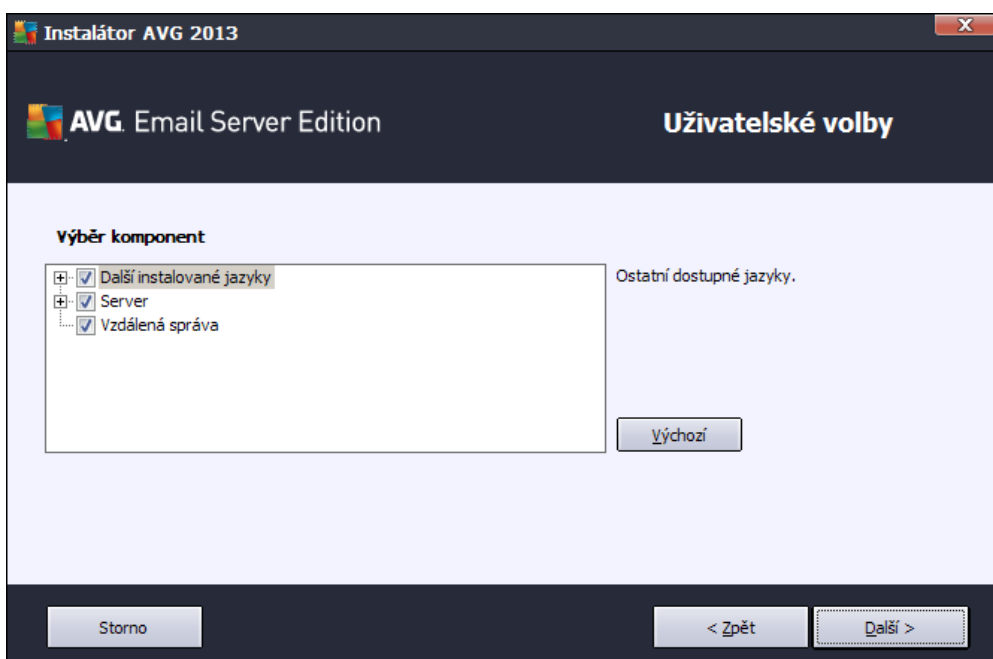 Instalátor AVG 2013
X
AVG. Email Server Edition
Uživatelské volby
Výběr komponent
Další instalované jazyky
Ostatní dostupné jazyky.
Server
Vzdálená správa
Výchozí
Storno
< Zpět
Další >